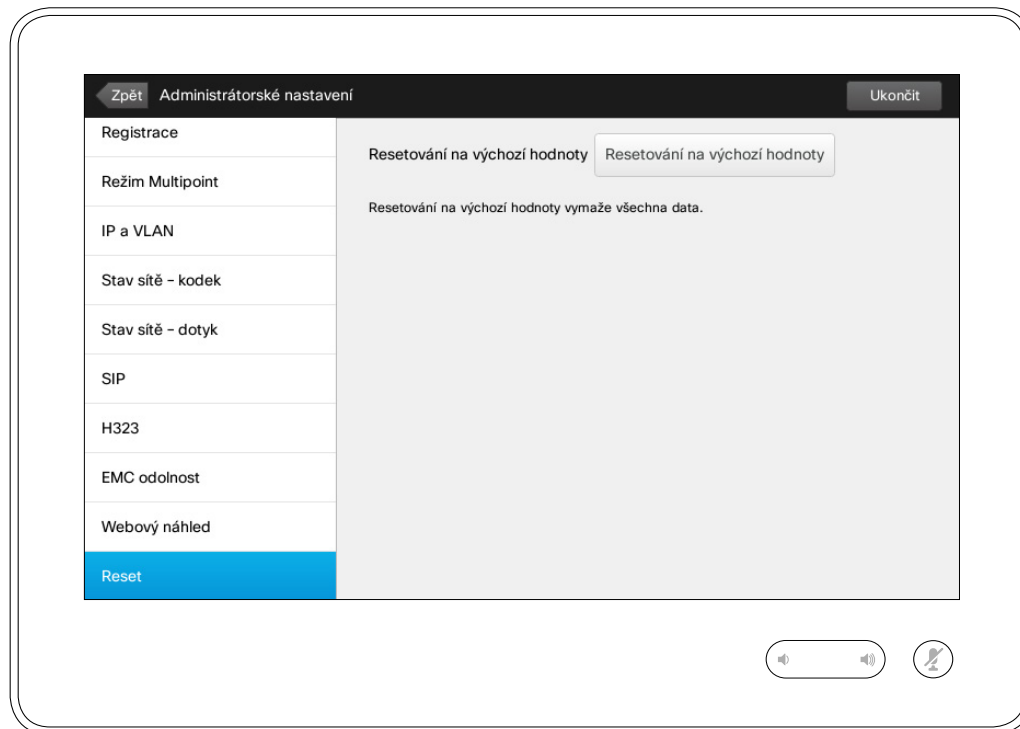 Zpět Administrátorské nastavení Ukončit
Registrace
Režim Multipoint
IP a VLAN
Stav sítě – kodek
Stav sítě – dotyk
SIP
H323
EMC odolnost
Webový náhled
Reset
Resetování na výchozí hodnoty Resetování na výchozí hodnoty
Resetování na výchozí hodnoty vymaže všechna data.